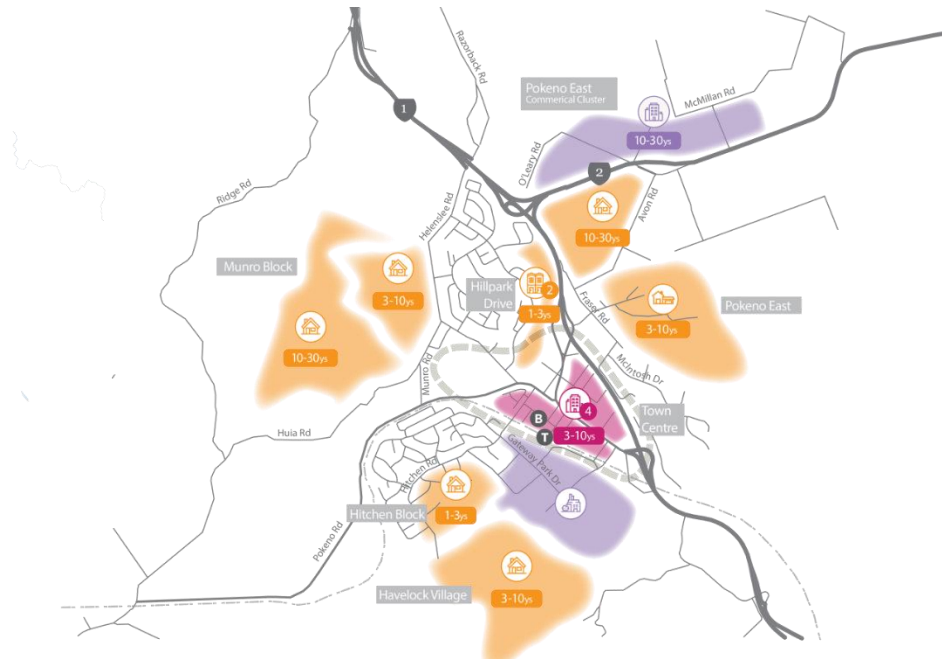 Razorback Rd
1
Pokeno East
Commerical Cluster
McMillan Rd
10-30ys
O'Leary Rd
2
Ridge Rd
Helenslee Rd
Avon Rd
10-30ys
Munro Block
3-10ys
Hillpark
Drive
2
1-3ys
Fraser Rd
Pokeno East
3-10ys
10-30ys
Munro Rd
McIntosh Dr
Town
Centre
4
B
T
3-10ys
Huia Rd
Gateway Park Dr
Hitchen Rd
Hitchen Block
1-3ys
Pokeno Rd
Havelock Village
3-10ys